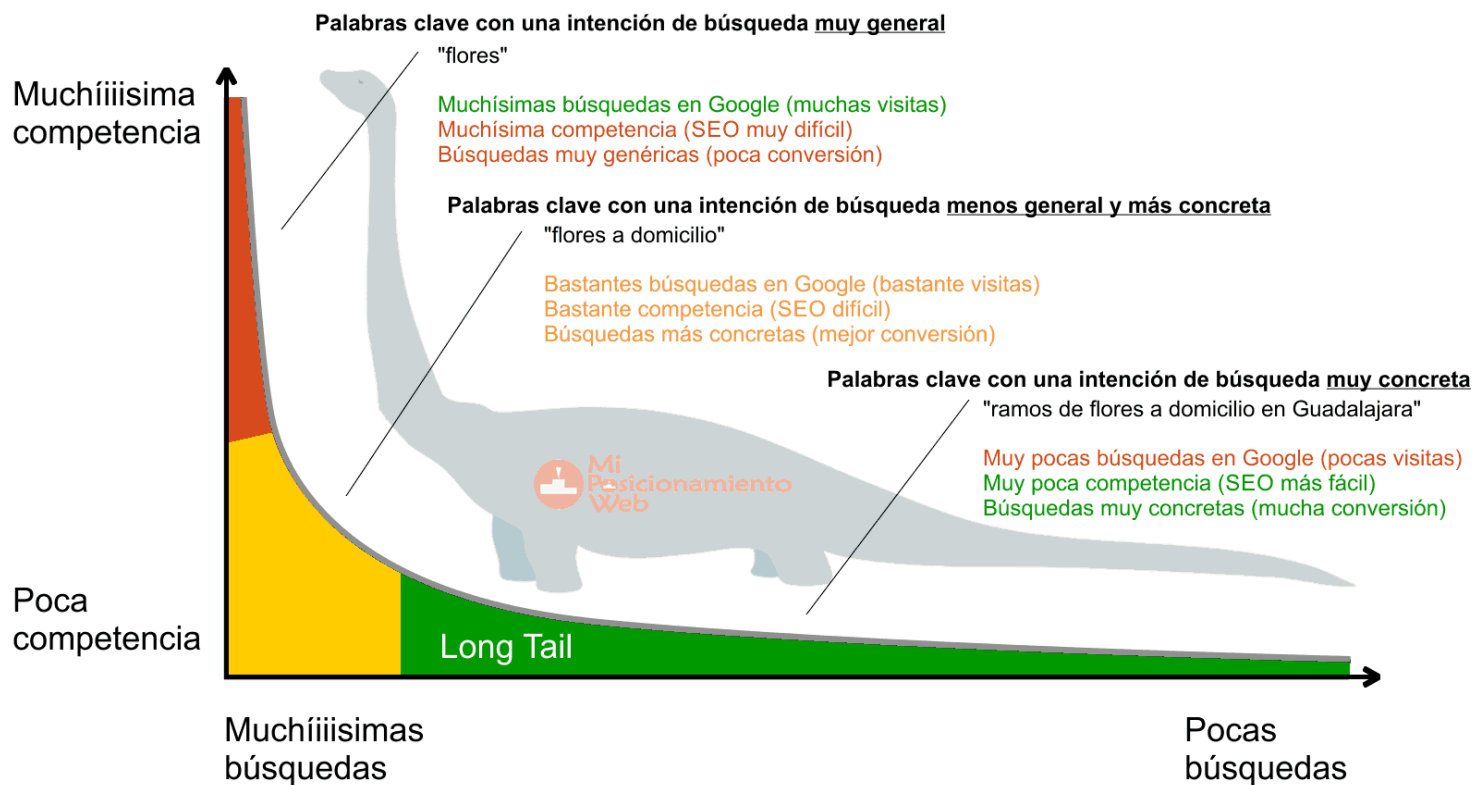 Palabras clave con una intención de búsqueda muy general
"flores"
Muchísimas búsquedas en Google (muchas visitas)
Muchísima competencia (SEO muy difícil)
Búsquedas muy genéricas (poca conversión)
Muchíiiisima
competencia
Palabras clave con una intención de búsqueda menos general y más concreta
"flores a domicilio"
Bastantes búsquedas en Google (bastante visitas)
Bastante competencia (SEO difícil)
Búsquedas más concretas (mejor conversión)
Palabras clave con una intención de búsqueda muy concreta
"ramos de flores a domicilio en Guadalajara"
Muy pocas búsquedas en Google (pocas visitas)
Muy poca competencia (SEO más fácil)
Búsquedas muy concretas (mucha conversión)
Mi
Posicionamiento
Web
Poca
competencia
Long Tail
Muchíiiisimas
búsquedas
Pocas
búsquedas